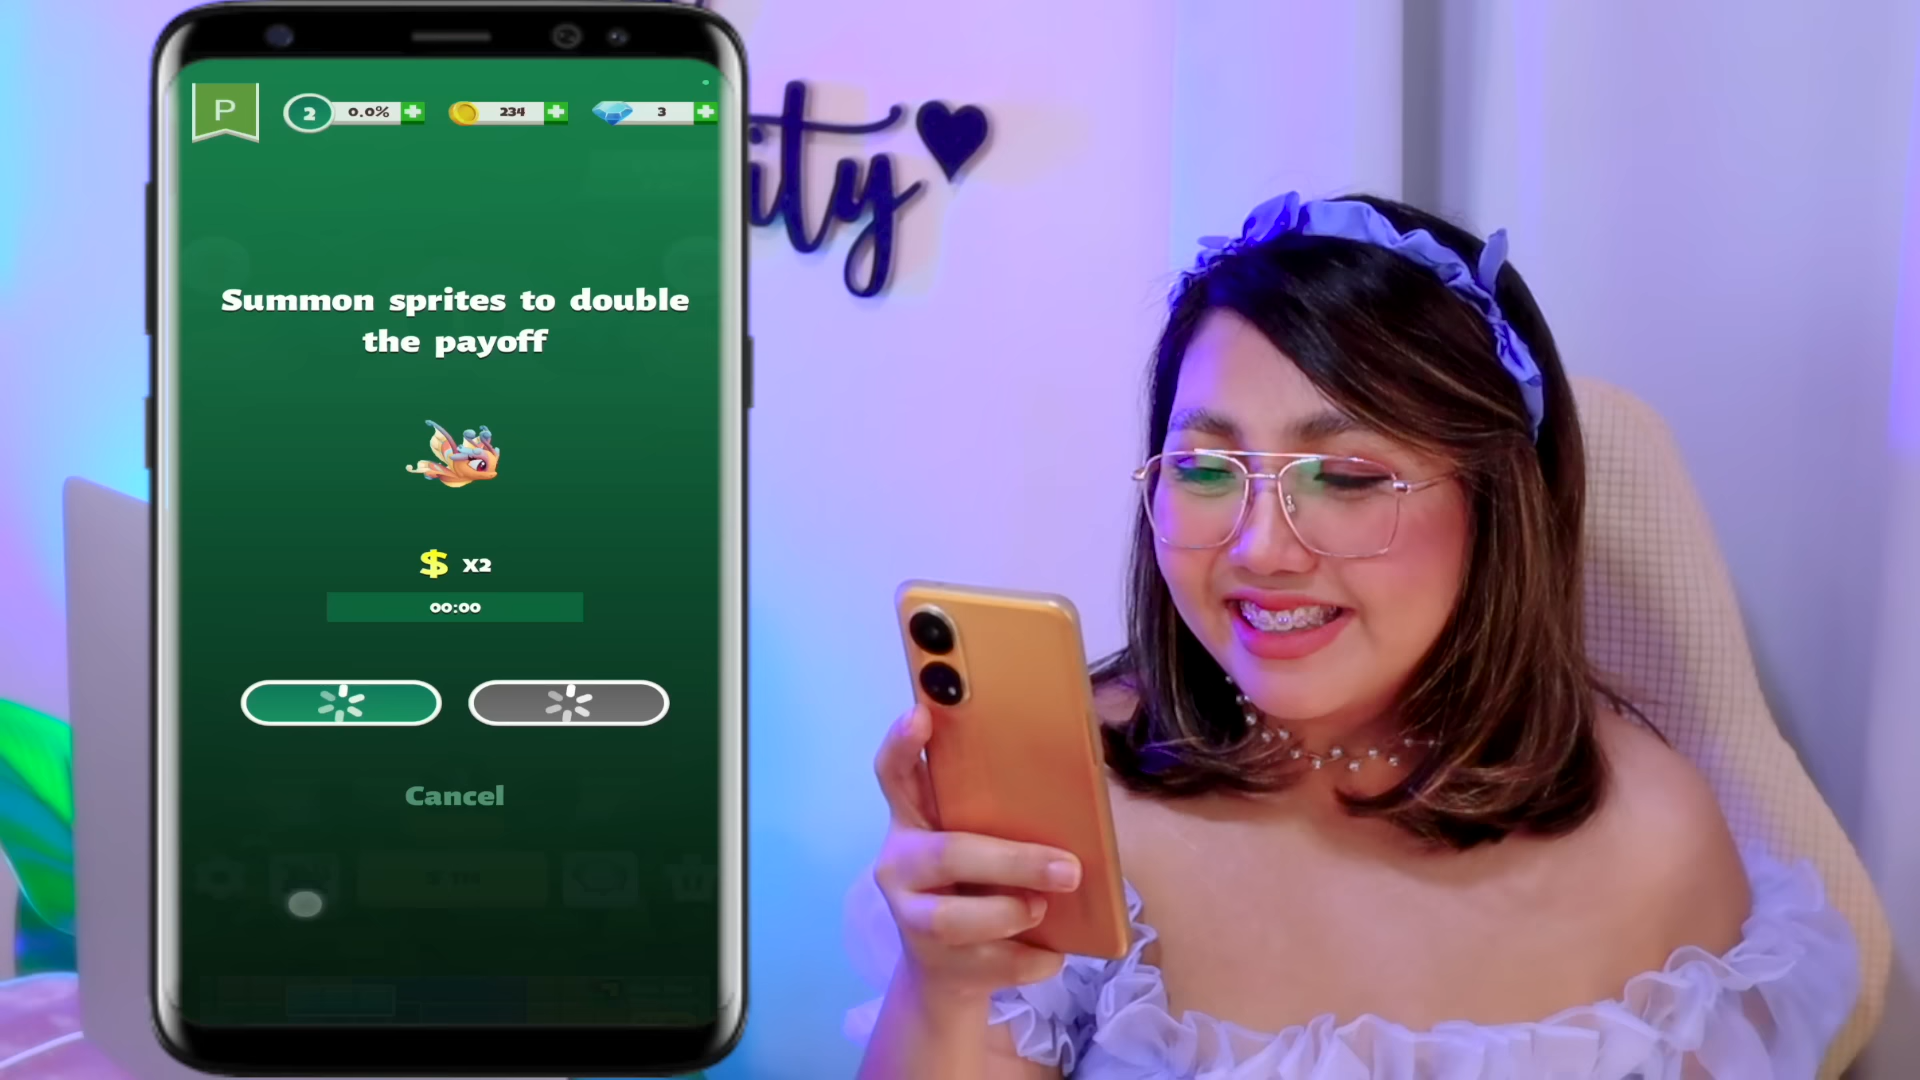 P
2 0.0% 234 3
Summon sprites to double
the payoff
$ X2
00:00
Cancel
ity